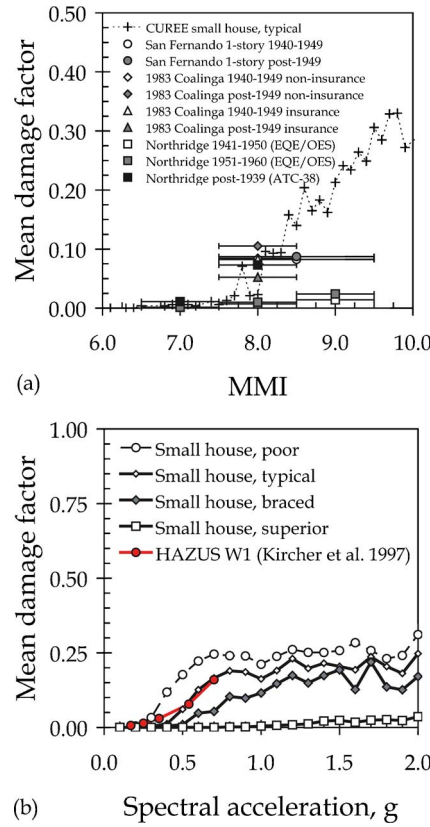 0.50
0.40
0.30
0.20
0.10
0.00
Mean damage factor
CUREE small house, typical
San Fernando 1-story 1940-1949
San Fernando 1-story post-1949
1983 Coalinga 1940-1949 non-insurance
1983 Coalinga post-1949 non-insurance
1983 Coalinga 1940-1949 insurance
1983 Coalinga post-1949 insurance
Northridge 1941-1950 (EQE/OES)
Northridge 1951-1960 (EQE/OES)
Northridge post-1939 (ATC-38)
6.0 7.0 8.0 9.0 10.0
(a) MMI
1.00
0.75
0.50
0.25
0.00
Mean damage factor
Small house, poor
Small house, typical
Small house, braced
Small house, superior
HAZUS W1 (Kircher et al. 1997)
0.0 0.5 1.0 1.5 2.0
(b) Spectral acceleration, g